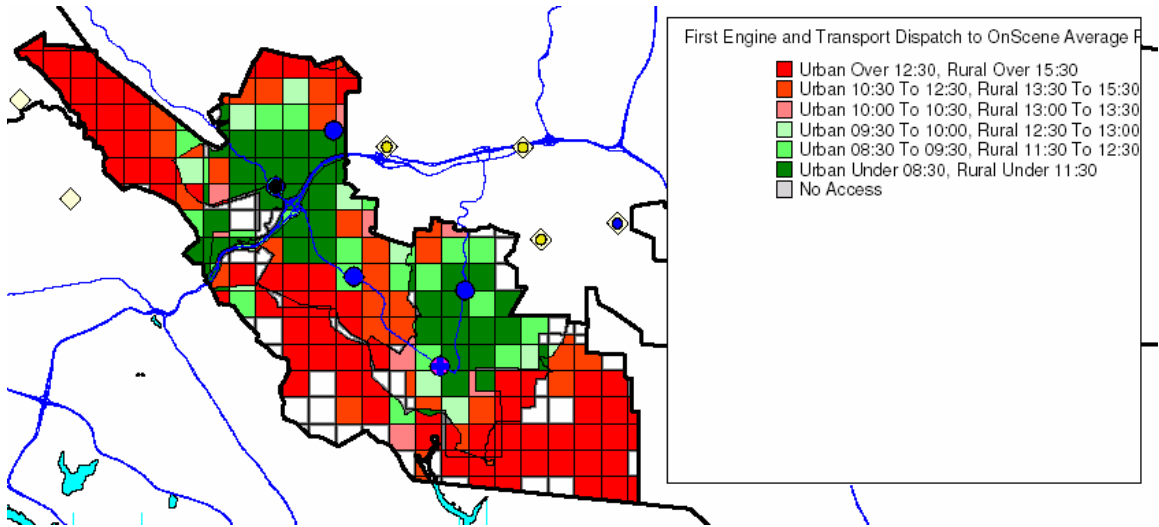 First Engine and Transport Dispatch to OnScene Average
Urban Over 12:30, Rural Over 15:30
Urban 10:30 To 12:30, Rural 13:30 To 15:30
Urban 10:00 To 10:30, Rural 13:00 To 13:30
Urban 09:30 To 10:00, Rural 12:30 To 13:00
Urban 08:30 To 09:30, Rural 11:30 To 12:30
Urban Under 08:30, Rural Under 11:30
No Access